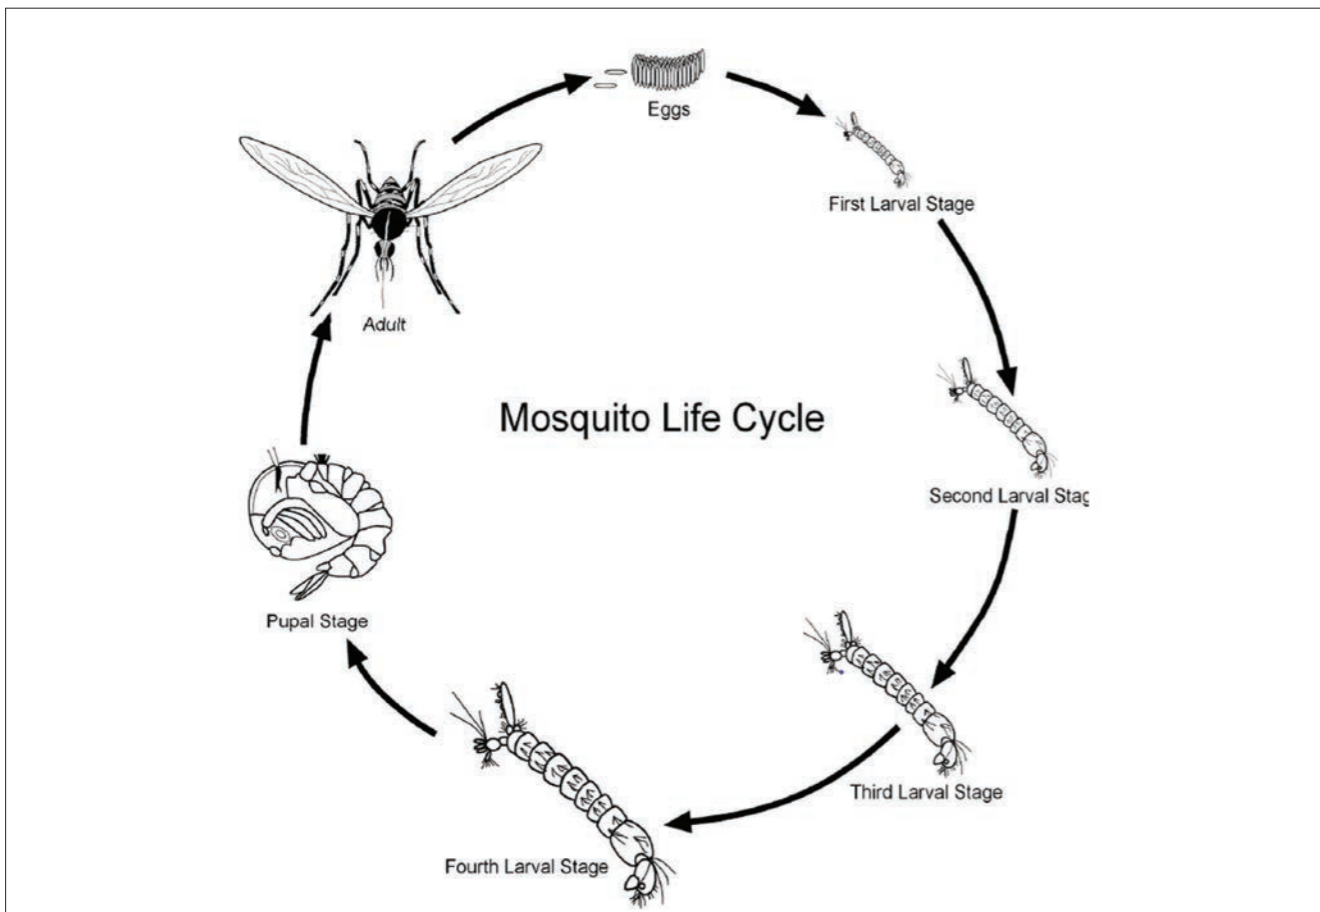 Eggs
First Larval Stage
Adult
Mosquito Life Cycle
Second Larval Stag
Pupal Stage
Third Larval Stage
Fourth Larval Stage